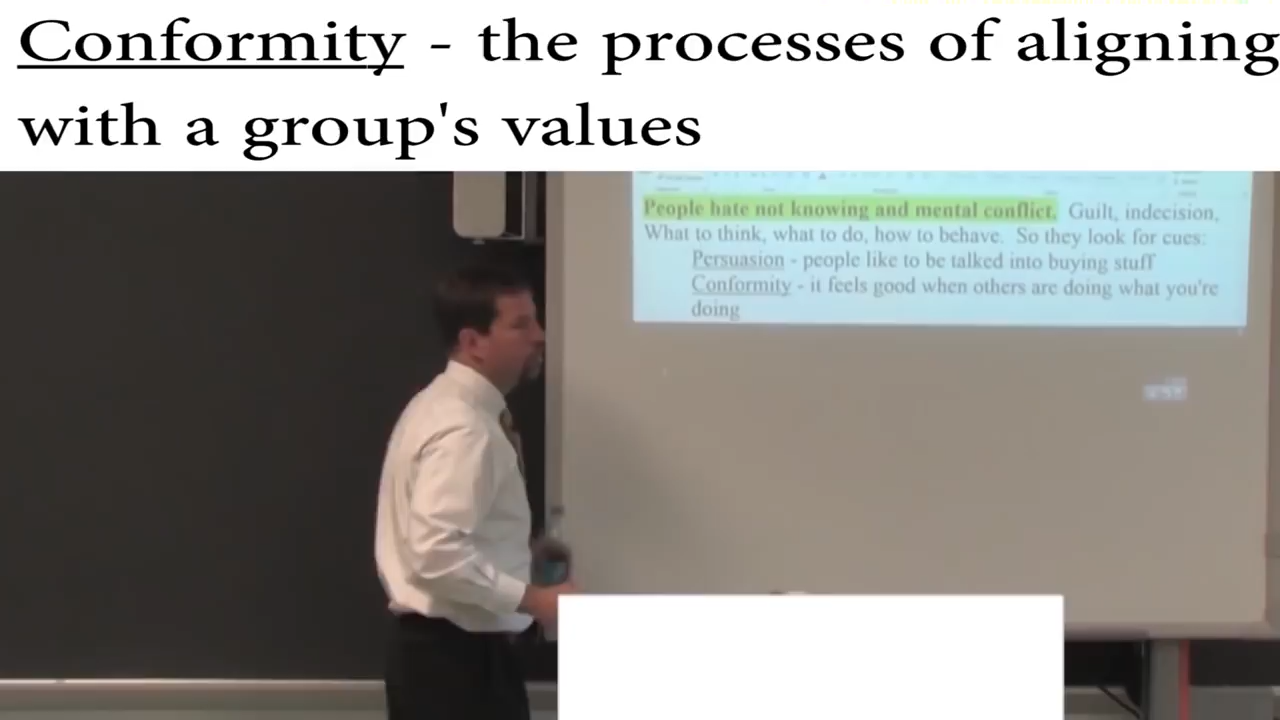 Conformity - the processes of aligning
with a group's values
People hate not knowing and mental conflict. Guilt, indecision,
What to think, what to do, how to behave. So they look for cues:
Persuasion - people like to be talked into buying stuff
Conformity - it feels good when others are doing what you're
doing